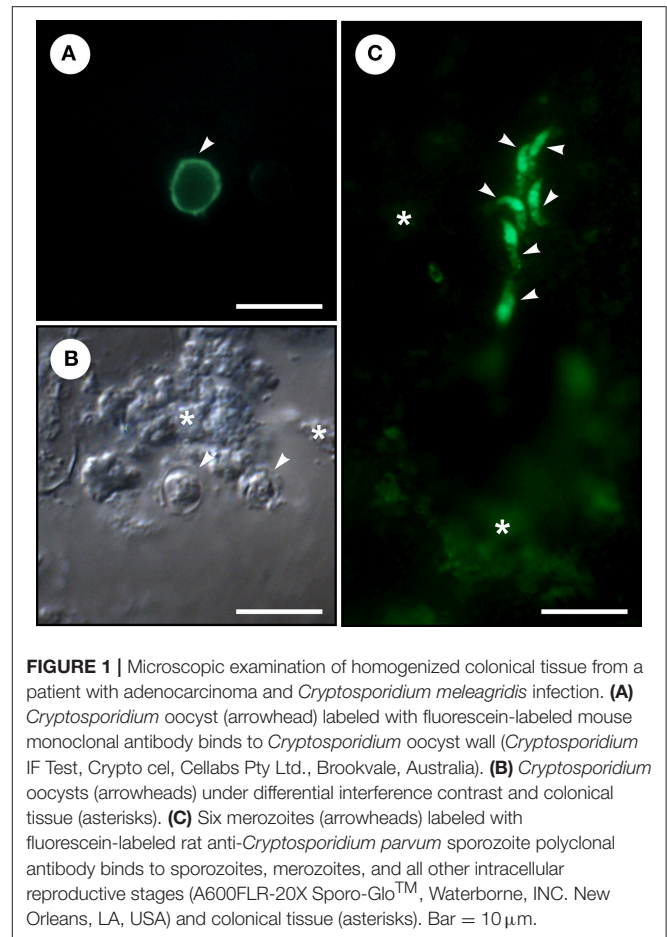 A
C
*
*
B
*
*
FIGURE 1 | Microscopic examination of homogenized colonical tissue from a
patient with adenocarcinoma and Cryptosporidium meleagridis infection. (A)
Cryptosporidium oocyst (arrowhead) labeled with fluorescein-labeled mouse
monoclonal antibody binds to Cryptosporidium oocyst wall (Cryptosporidium
IF Test, Crypto cel, Cellabs Pty Ltd., Brookvale, Australia). (B) Cryptosporidium
oocysts (arrowheads) under differential interference contrast and colonical
tissue (asterisks). (C) Six merozoites (arrowheads) labeled with
fluorescein-labeled rat anti-Cryptosporidium parvum sporozoite polyclonal
antibody binds to sporozoites, merozoites, and all other intracellular
reproductive stages (A600FLR-20X Sporo-Glo™, Waterborne, INC. New
Orleans, LA, USA) and colonical tissue (asterisks). Bar = 10 μm.